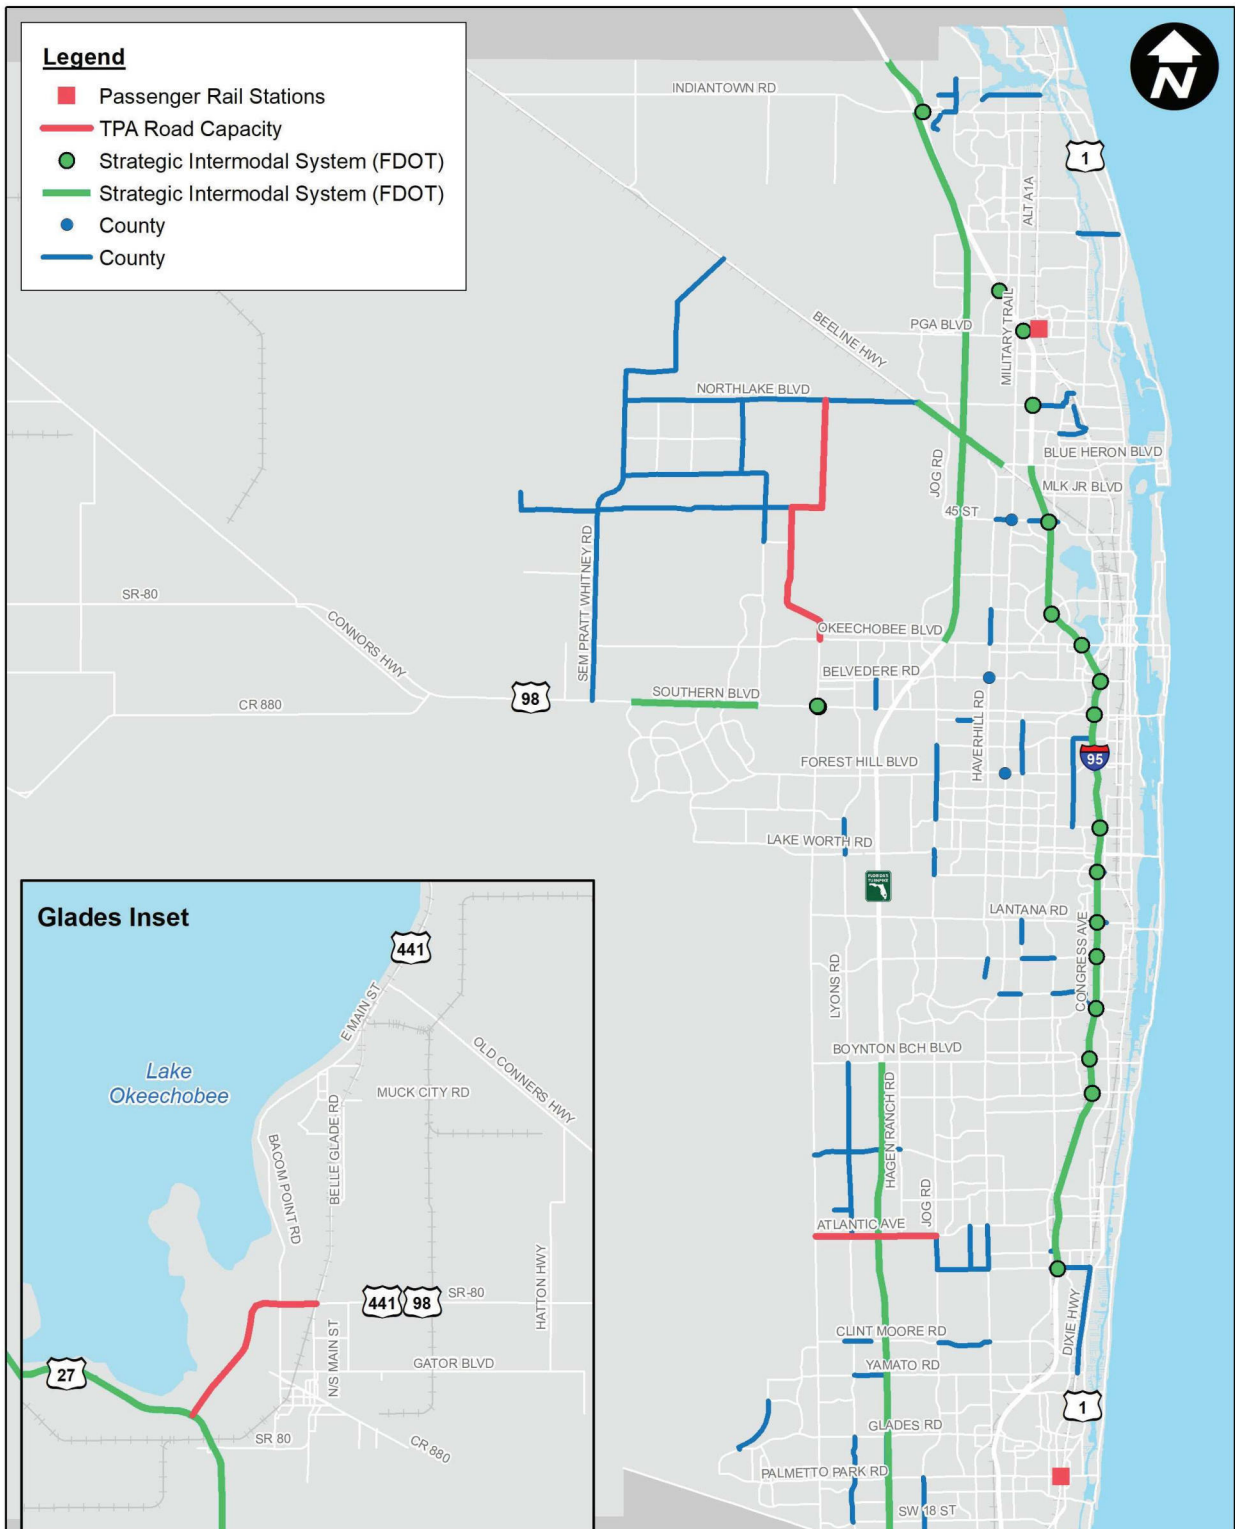 Legend
Passenger Rail Stations
TPA Road Capacity
Strategic Intermodal System (FDOT)
Strategic Intermodal System (FDOT)
County
County
N
INDIANTOWN RD
1
ALT A1A
MILITARY TRAIL
PGA BLVD
BEELINE HWY
NORTHLAKE BLVD
BLUE HERON BLVD
JOG RD
MLK JR BLVD
45 ST
SEM PRATT WHITNEY RD
SR-80
CONNORS HWY
OKEECHOBEE BLVD
BELVEDERE RD
SOUTHERN BLVD
98
CR 880
HAVERHILL RD
FOREST HILL BLVD
95
LAKE WORTH RD
LANTANA RD
CONGRESS AVE
LYONS RD
BOYNTON BCH BLVD
HAGEN RANCH RD
JOG RD
ATLANTIC AVE
CLINT MOORE RD
DIXIE HWY
YAMATO RD
1
GLADES RD
PALMETTO PARK RD
SW 18 ST
Glades Inset
441
E MAIN ST
OLD CONNERS HWY
Lake
Okeechobee
MUCK CITY RD
BELLE GLADE RD
BACOM POINT RD
HATTON HWY
441
98
SR-80
N/S MAIN ST
GATOR BLVD
27
SR 80
CR 880